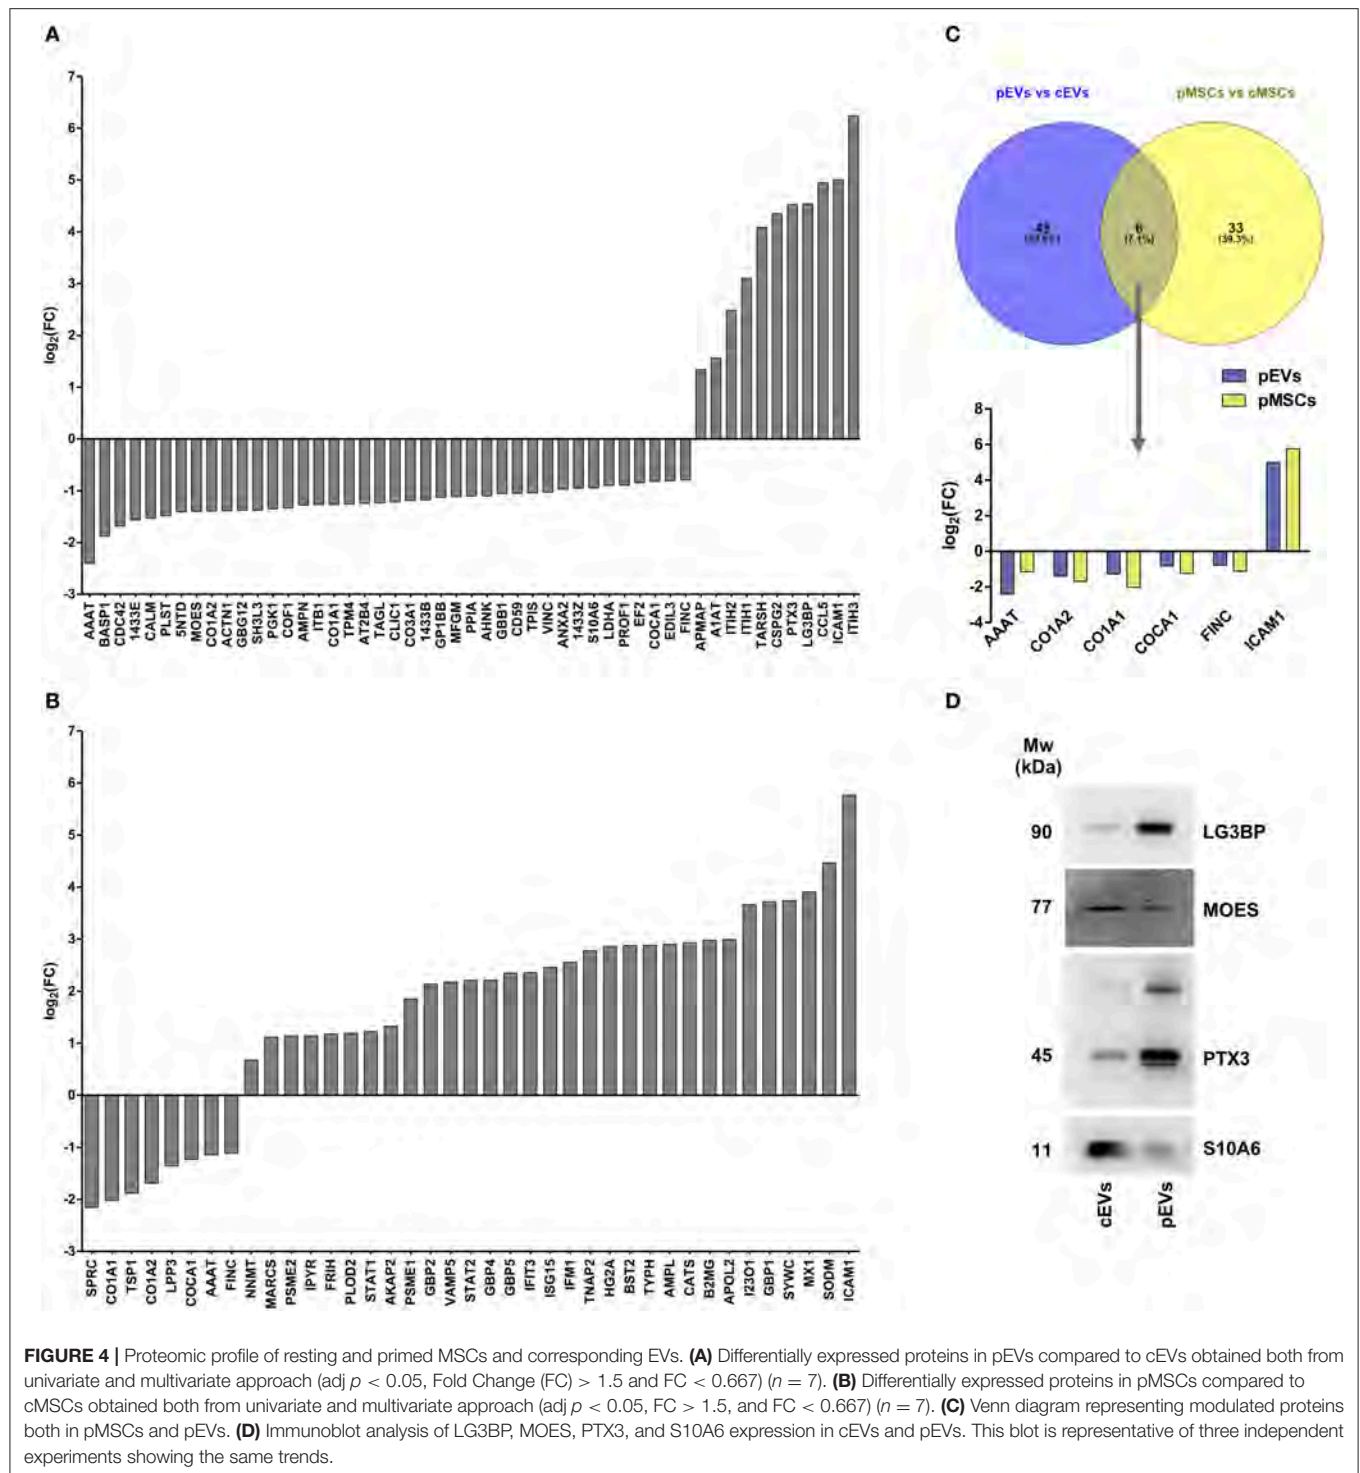 A
7
6
5
4
3
2
1
0
-1
-2
-3
log2(FC)
AAAT
BASP1
CDC42
1433E
CALM
PLST
5NTD
MOES
CO1A2
ACTN1
GBG12
SH3L3
PGK1
COF1
AMPN
ITB1
CO1A1
TPM4
AT2B4
TAGL
CLIC1
CO3A1
1433B
GP1BB
MFGM
PPIA
AHNK
GBB1
CD59
TPIS
VINC
ANXA2
1433Z
S10A6
LDHA
PROF1
EF2
COCA1
EDIL3
FINC
APMAP
A1AT
ITIH2
ITIH1
TARSH
CSPG2
PTX3
LG3BP
CCL5
ICAM1
ITIH3
C
pEVs vs cEVs
pMSCs vs cMSCs
6
(7.1%)
33
(39.3%)
pEVs
pMSCs
8
6
4
2
0
-2
-4
log2(FC)
AAAT
CO1A2
CO1A1
COCA1
FINC
ICAM1
B
7
6
5
4
3
2
1
0
-1
-2
-3
log2(FC)
SPRC
CO1A1
TSP1
CO1A2
LPP3
COCA1
AAAT
FINC
NNMT
MARCS
PSME2
IPYR
FRIH
PLOD2
STAT1
AKAP2
PSME1
GBP2
VAMP5
STAT2
GBP4
GBP5
IFIT3
ISG15
IFM1
TNAP2
HG2A
BST2
TYPH
AMPL
CATS
B2MG
APOL2
I23O1
GBP1
SYWC
MX1
SODM
ICAM1
D
Mw
(kDa)
90
LG3BP
77
MOES
45
PTX3
11
S10A6
cEVs
pEVs
FIGURE 4 | Proteomic profile of resting and primed MSCs and corresponding EVs. (A) Differentially expressed proteins in pEVs compared to cEVs obtained both from
univariate and multivariate approach (adj p < 0.05, Fold Change (FC) > 1.5 and FC < 0.667) (n = 7). (B) Differentially expressed proteins in pMSCs compared to
cMSCs obtained both from univariate and multivariate approach (adj p < 0.05, FC > 1.5, and FC < 0.667) (n = 7). (C) Venn diagram representing modulated proteins
both in pMSCs and pEVs. (D) Immunoblot analysis of LG3BP, MOES, PTX3, and S10A6 expression in cEVs and pEVs. This blot is representative of three independent
experiments showing the same trends.